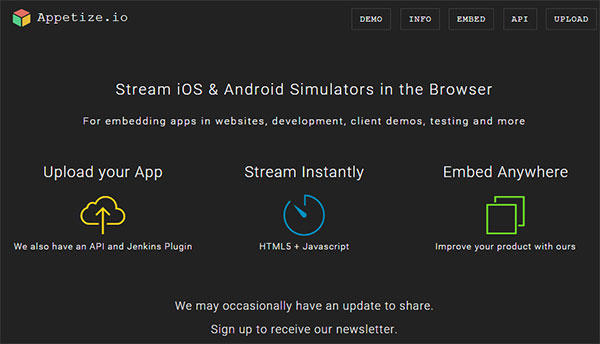 Appetize.io
DEMO INFO EMBED API UPLOAD
Stream iOS & Android Simulators in the Browser
For embedding apps in websites, development, client demos, testing and more
Upload your App Stream Instantly Embed Anywhere
We also have an API and Jenkins Plugin HTML5 + Javascript Improve your product with ours
We may occasionally have an update to share.
Sign up to receive our newsletter.